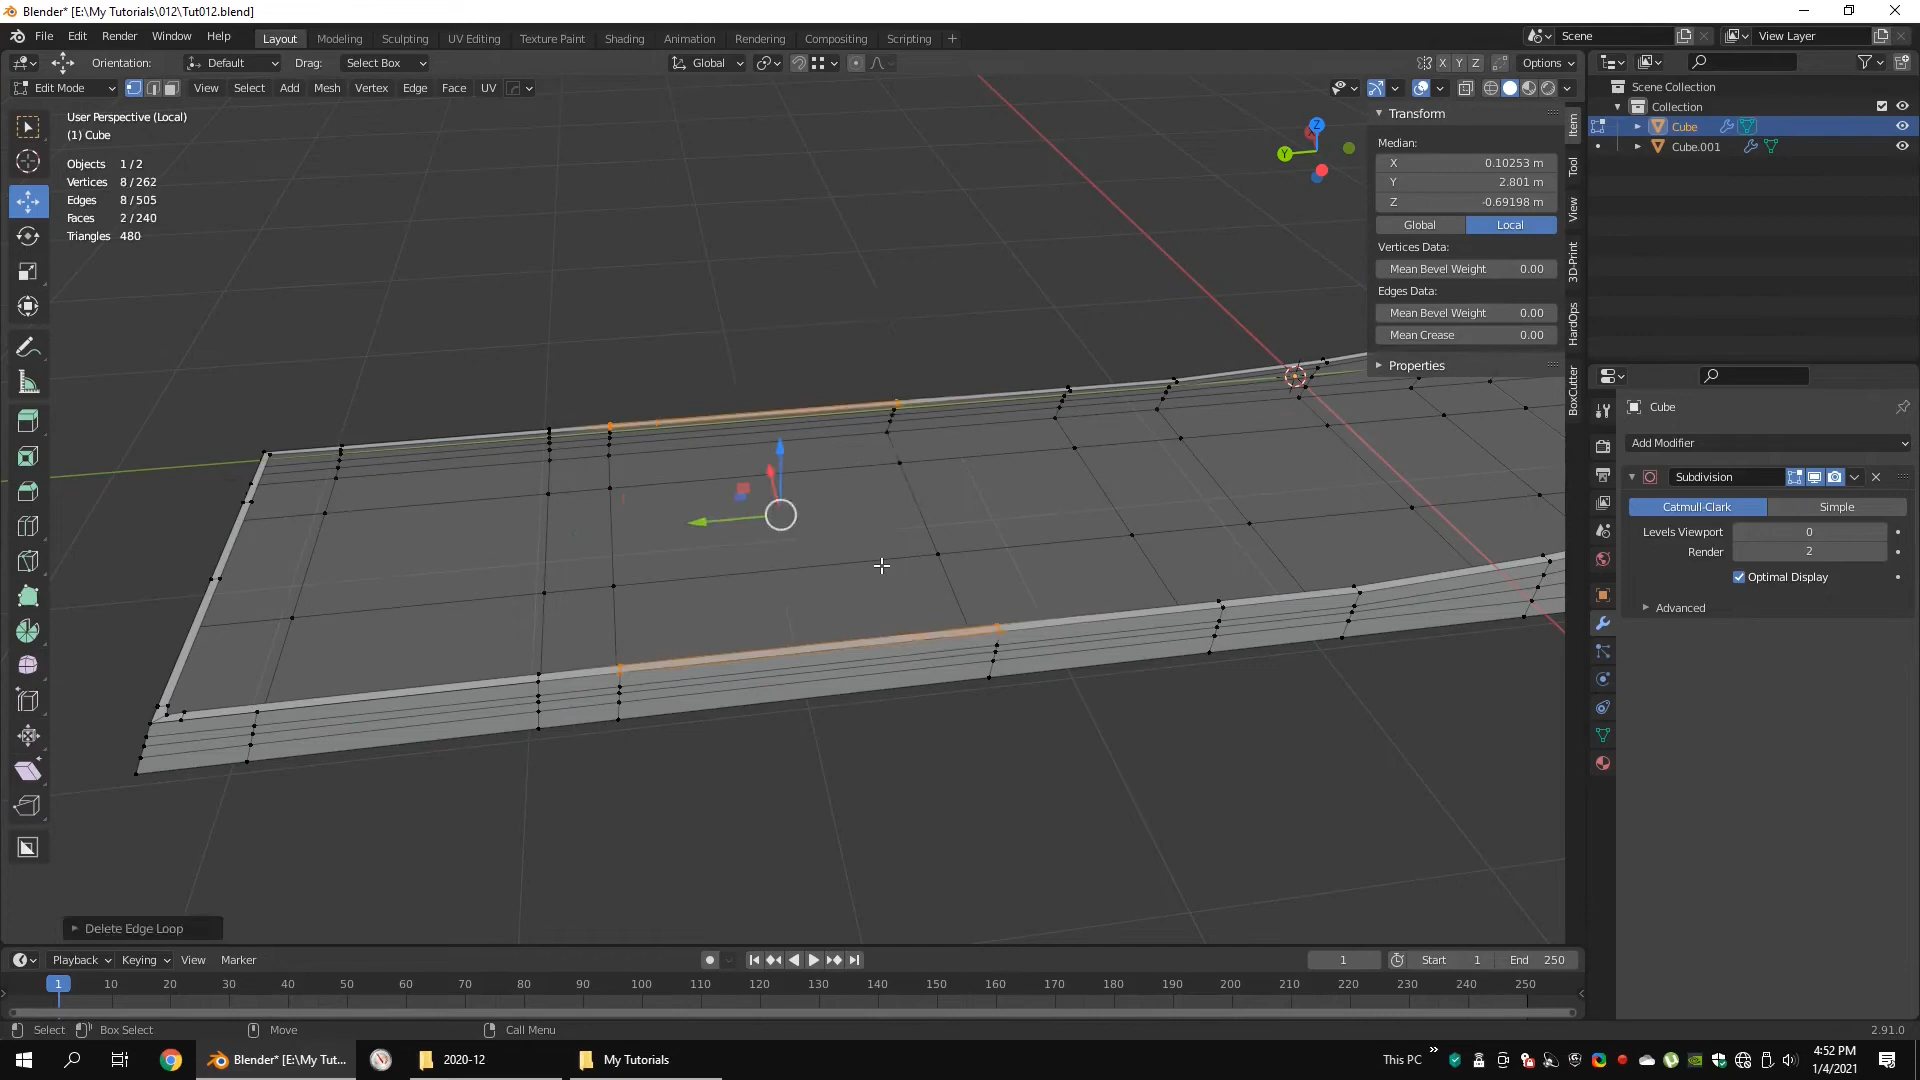 Blender* [E:\My Tutorials\012\Tut012.blend]
File Edit Render Window Help Layout Modeling Sculpting UV Editing Texture Paint Shading Animation Rendering Compositing Scripting + Scene View Layer
Orientation: Default Drag: Select Box Global X Y Z Options
Edit Mode View Select Add Mesh Vertex Edge Face UV
User Perspective (Local)
(1) Cube
Objects 1 / 2
Vertices 8 / 262
Edges 8 / 505
Faces 2 / 240
Triangles 480
Z
Y
Transform
Median:
X 0.10253 m
Y 2.801 m
Z -0.69198 m
Global Local
Vertices Data:
Mean Bevel Weight 0.00
Edges Data:
Mean Bevel Weight 0.00
Mean Crease 0.00
Properties
Item
Tool
View
3D-Print
HardOps
BoxCutter
Scene Collection
Collection
Cube
Cube.001
Cube
Add Modifier
Subdivision
Catmull-Clark Simple
Levels Viewport 0
Render 2
Optimal Display
Advanced
Delete Edge Loop
Playback Keying View Marker 1 Start 1 End 250
1 10 20 30 40 50 60 70 80 90 100 110 120 130 140 150 160 170 180 190 200 210 220 230 240 250
Select Box Select Move Call Menu 2.91.0
Blender* [E:\My Tut... 2020-12 My Tutorials This PC
4:52 PM
1/4/2021